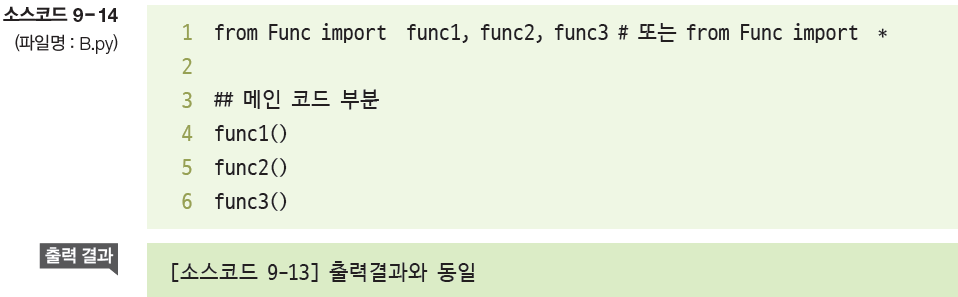 소스코드 9-14
(파일명 : B.py)
1 from Func import func1, func2, func3 # 또는 from Func import *
2
3 ## 메인 코드 부분
4 func1()
5 func2()
6 func3()
출력 결과
[소스코드 9-13] 출력결과와 동일